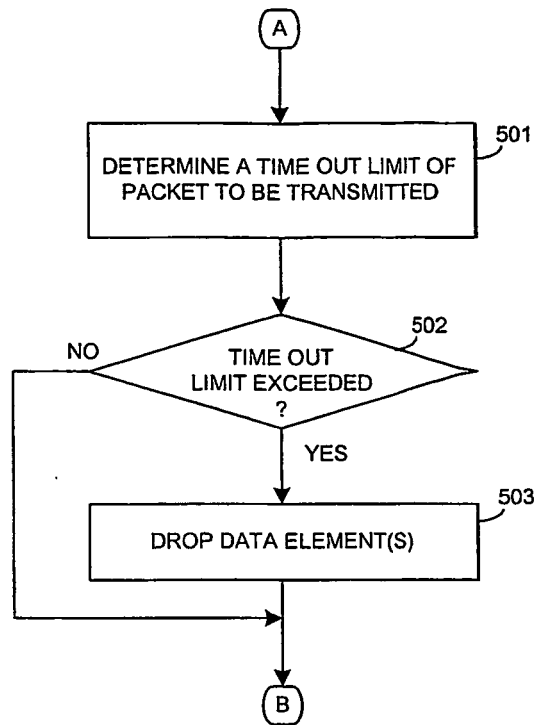 A
501
DETERMINE A TIME OUT LIMIT OF
PACKET TO BE TRANSMITTED
502
NO
TIME OUT
LIMIT EXCEEDED
?
YES
503
DROP DATA ELEMENT(S)
B